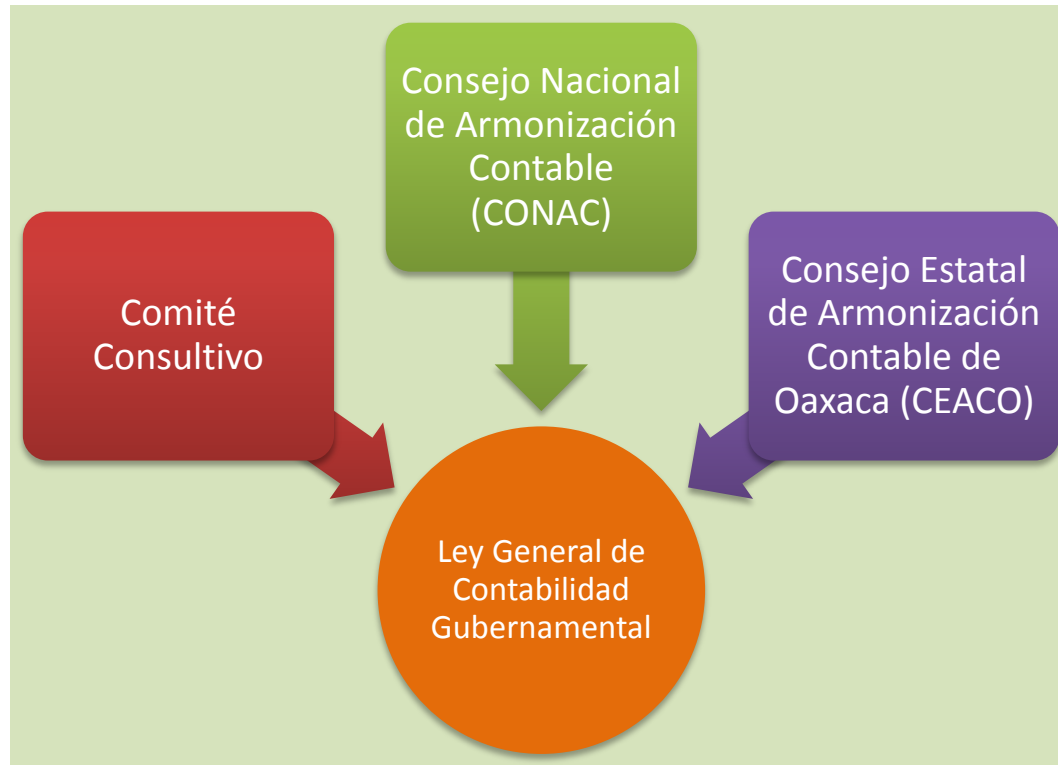 Consejo Nacional
de Armonización
Contable
(CONAC)
Comité
Consultivo
Consejo Estatal
de Armonización
Contable de
Oaxaca (CEACO)
Ley General de
Contabilidad
Gubernamental